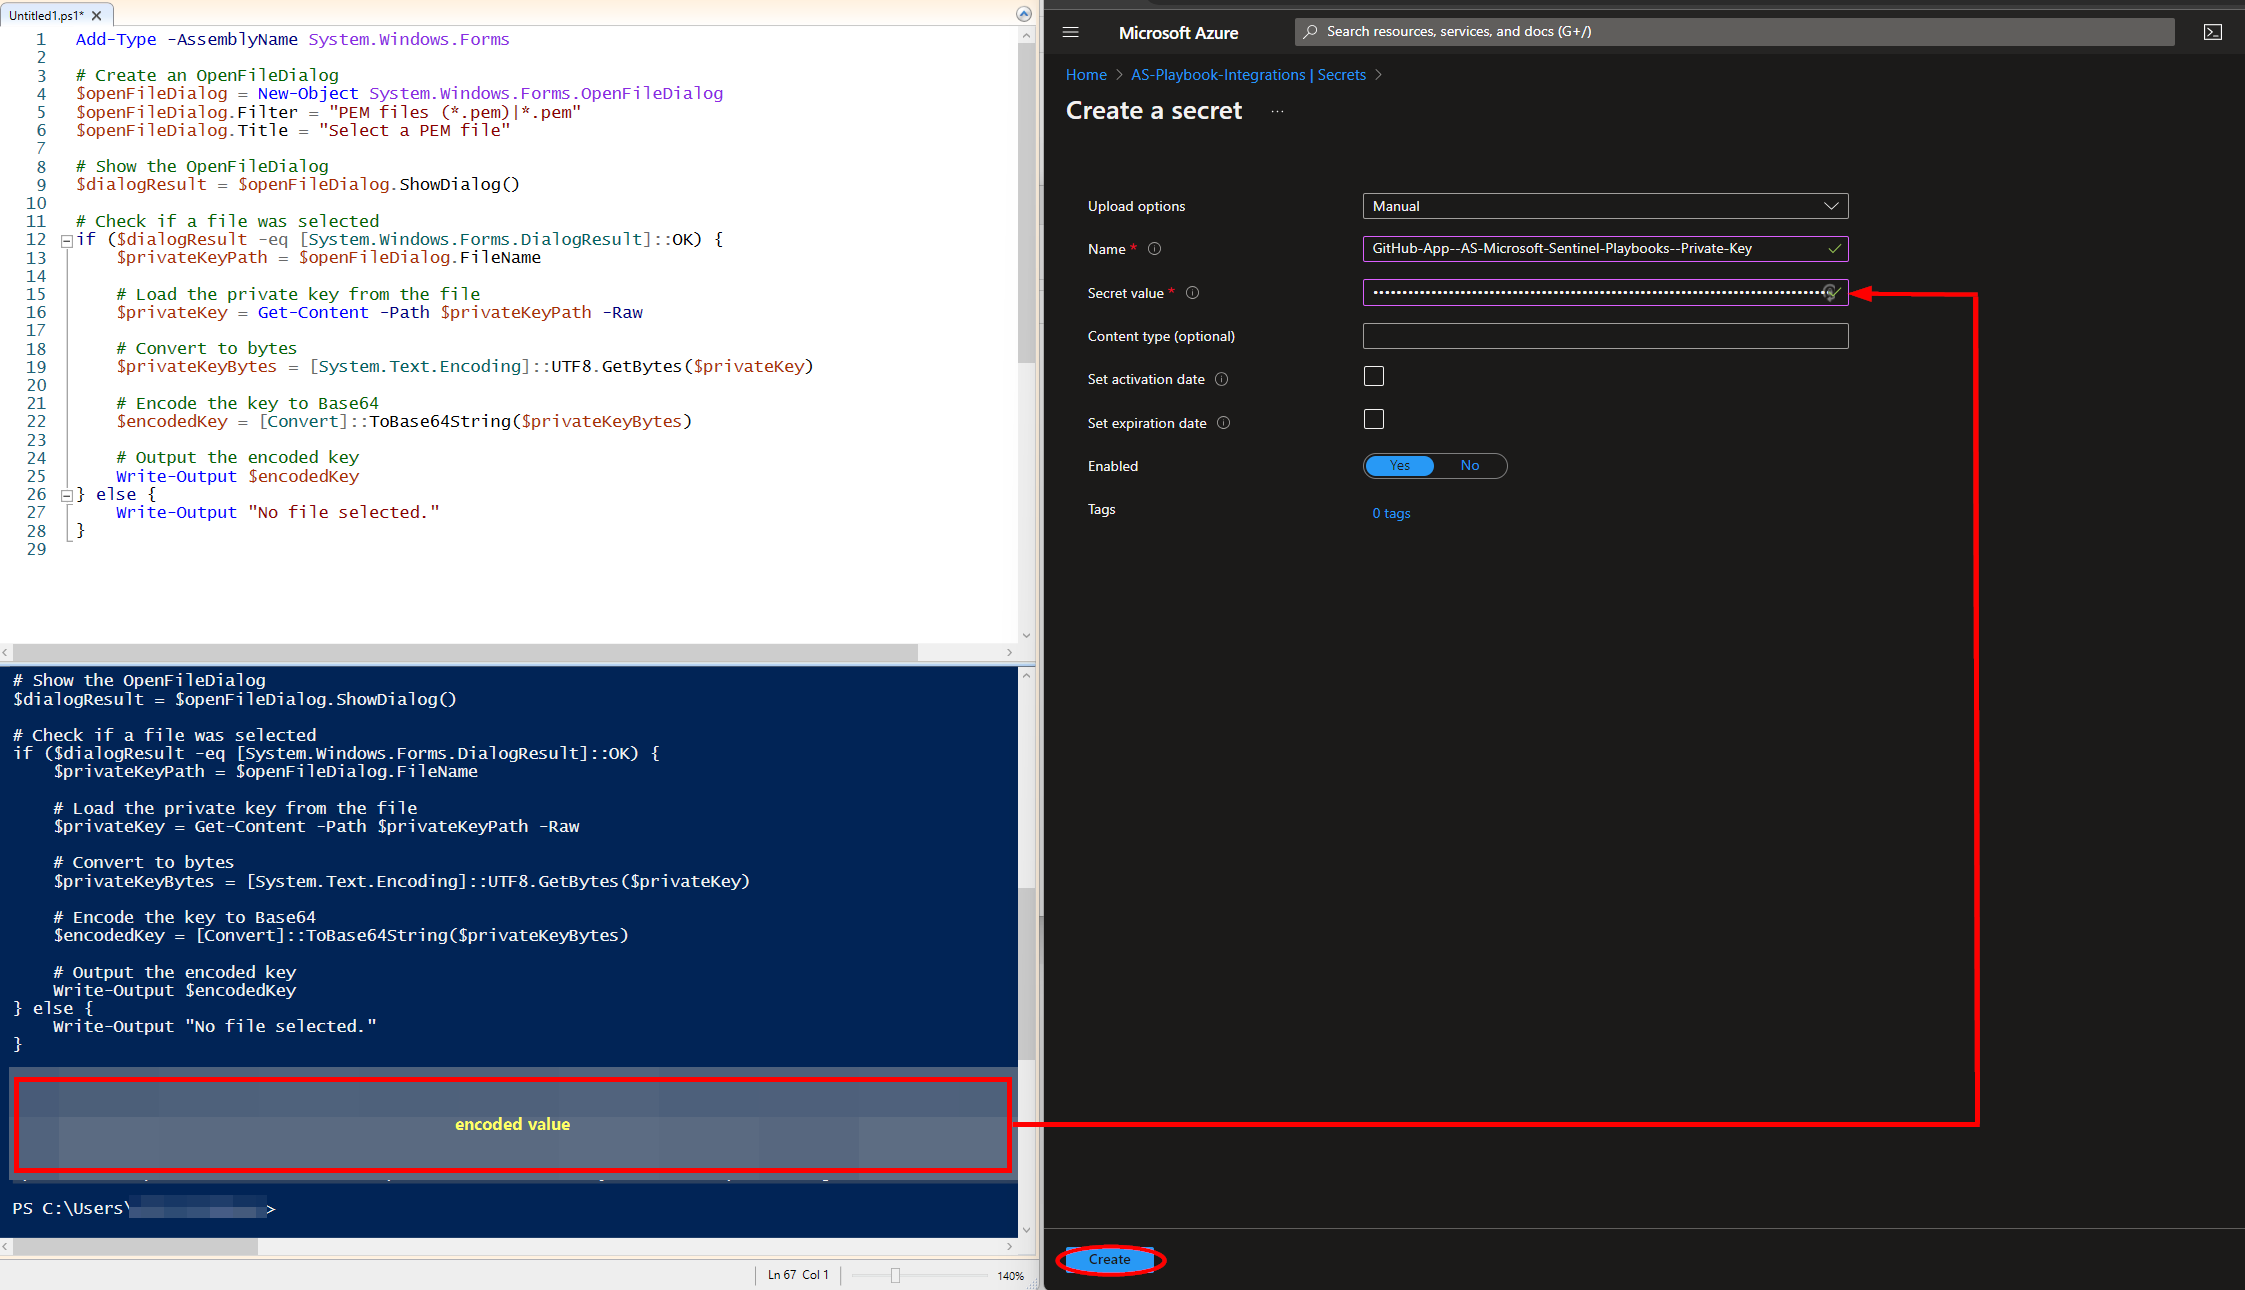 Untitled1.ps1*
1 Add-Type -AssemblyName System.Windows.Forms
2
3 # Create an OpenFileDialog
4 $openFileDialog = New-Object System.Windows.Forms.OpenFileDialog
5 $openFileDialog.Filter = "PEM files (*.pem)|*.pem"
6 $openFileDialog.Title = "Select a PEM file"
7
8 # Show the OpenFileDialog
9 $dialogResult = $openFileDialog.ShowDialog()
10
11 # Check if a file was selected
12 if ($dialogResult -eq [System.Windows.Forms.DialogResult]::OK) {
13 $privateKeyPath = $openFileDialog.FileName
14
15 # Load the private key from the file
16 $privateKey = Get-Content -Path $privateKeyPath -Raw
17
18 # Convert to bytes
19 $privateKeyBytes = [System.Text.Encoding]::UTF8.GetBytes($privateKey)
20
21 # Encode the key to Base64
22 $encodedKey = [Convert]::ToBase64String($privateKeyBytes)
23
24 # Output the encoded key
25 Write-Output $encodedKey
26 } else {
27 Write-Output "No file selected."
28 }
29
# Show the OpenFileDialog
$dialogResult = $openFileDialog.ShowDialog()
# Check if a file was selected
if ($dialogResult -eq [System.Windows.Forms.DialogResult]::OK) {
$privateKeyPath = $openFileDialog.FileName
# Load the private key from the file
$privateKey = Get-Content -Path $privateKeyPath -Raw
# Convert to bytes
$privateKeyBytes = [System.Text.Encoding]::UTF8.GetBytes($privateKey)
# Encode the key to Base64
$encodedKey = [Convert]::ToBase64String($privateKeyBytes)
# Output the encoded key
Write-Output $encodedKey
} else {
Write-Output "No file selected."
}
encoded value
PS C:\Users\ >
Ln 67 Col 1
140%
Microsoft Azure
Search resources, services, and docs (G+/)
Home > AS-Playbook-Integrations | Secrets >
Create a secret ...
Upload options
Manual
Name *
GitHub-App--AS-Microsoft-Sentinel-Playbooks--Private-Key
Secret value *
Content type (optional)
Set activation date
Set expiration date
Enabled
Yes No
Tags
0 tags
Create